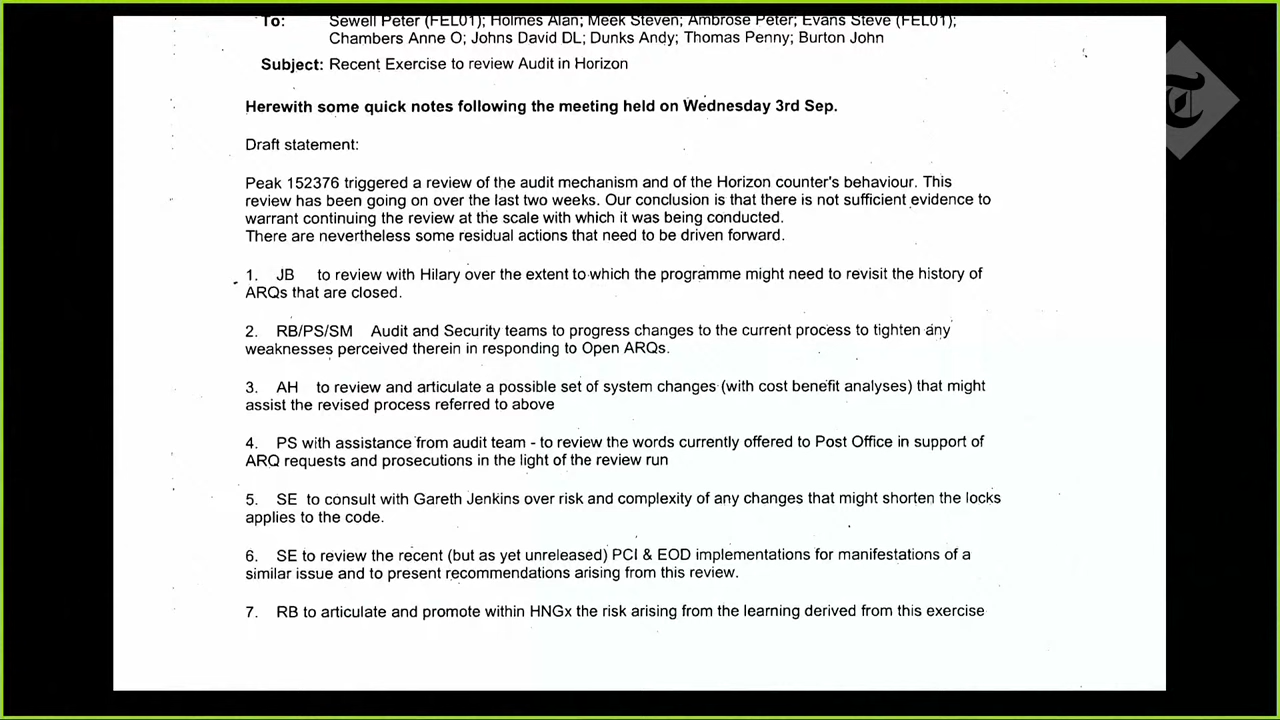 To: Sewell Peter (FEL01); Holmes Alan; Meek Steven; Ambrose Peter; Evans Steve (FEL01);
Chambers Anne O; Johns David DL; Dunks Andy; Thomas Penny; Burton John
Subject: Recent Exercise to review Audit in Horizon
Herewith some quick notes following the meeting held on Wednesday 3rd Sep.
Draft statement:
Peak 152376 triggered a review of the audit mechanism and of the Horizon counter's behaviour. This
review has been going on over the last two weeks. Our conclusion is that there is not sufficient evidence to
warrant continuing the review at the scale with which it was being conducted.
There are nevertheless some residual actions that need to be driven forward.
1. JB to review with Hilary over the extent to which the programme might need to revisit the history of
ARQs that are closed.
2. RB/PS/SM Audit and Security teams to progress changes to the current process to tighten any
weaknesses perceived therein in responding to Open ARQs.
3. AH to review and articulate a possible set of system changes (with cost benefit analyses) that might
assist the revised process referred to above
4. PS with assistance from audit team - to review the words currently offered to Post Office in support of
ARQ requests and prosecutions in the light of the review run
5. SE to consult with Gareth Jenkins over risk and complexity of any changes that might shorten the locks
applies to the code.
6. SE to review the recent (but as yet unreleased) PCI & EOD implementations for manifestations of a
similar issue and to present recommendations arising from this review.
7. RB to articulate and promote within HNGx the risk arising from the learning derived from this exercise
T